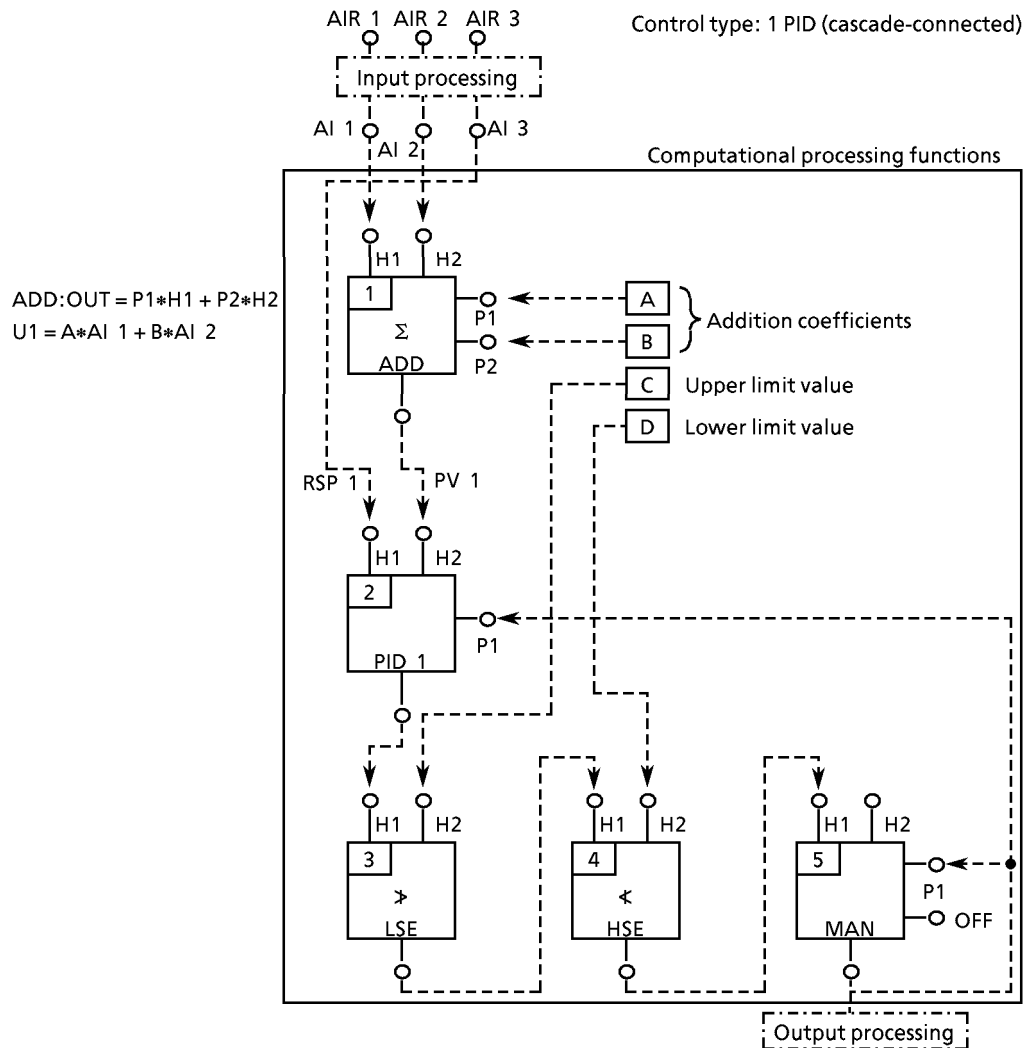 AIR 1 AIR 2 AIR 3
Control type: 1 PID (cascade-connected)
Input processing
AI 1
AI 2
AI 3
Computational processing functions
H1 H2
1
Σ
ADD
P1
P2
ADD:OUT = P1*H1 + P2*H2
U1 = A*AI 1 + B*AI 2
A
B
Addition coefficients
C Upper limit value
D Lower limit value
RSP 1
PV 1
H1 H2
2
PID 1
P1
H1 H2
3
≯
LSE
H1 H2
4
≮
HSE
H1 H2
5
MAN
P1
OFF
Output processing